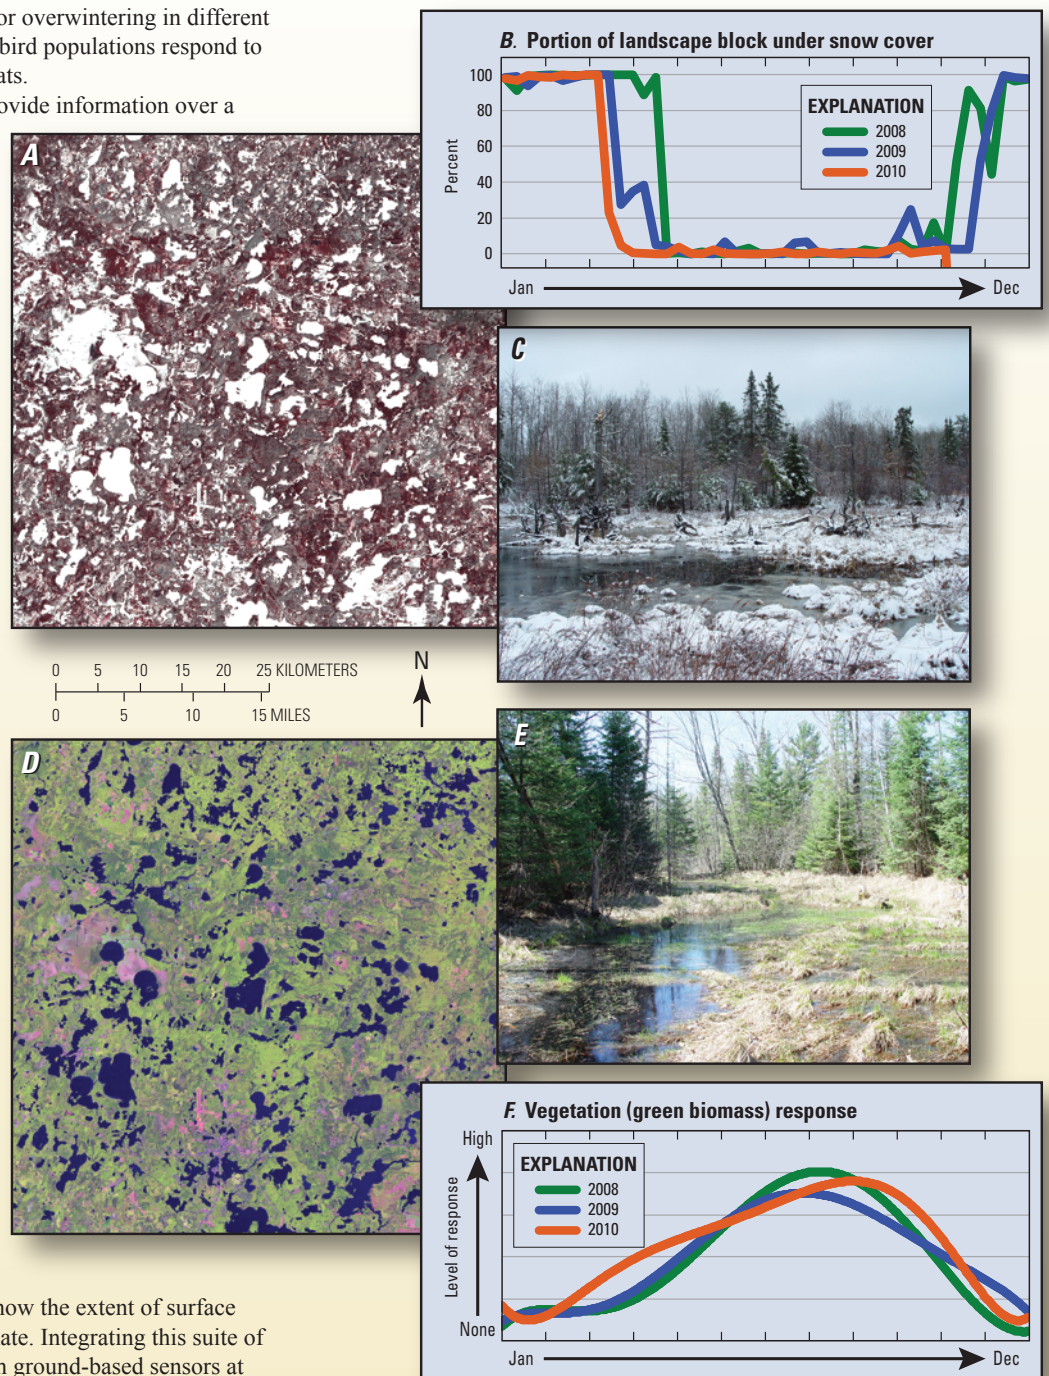 or overwintering in different
bird populations respond to
ats.
ovide information over a
A
B. Portion of landscape block under snow cover
100
80
60
40
20
0
Percent
EXPLANATION
2008
2009
2010
Jan
Dec
C
0 5 10 15 20 25 KILOMETERS
0 5 10 15 MILES
N
D
E
F. Vegetation (green biomass) response
High
Level of response
None
EXPLANATION
2008
2009
2010
Jan
Dec
now the extent of surface
ate. Integrating this suite of
n ground-based sensors at